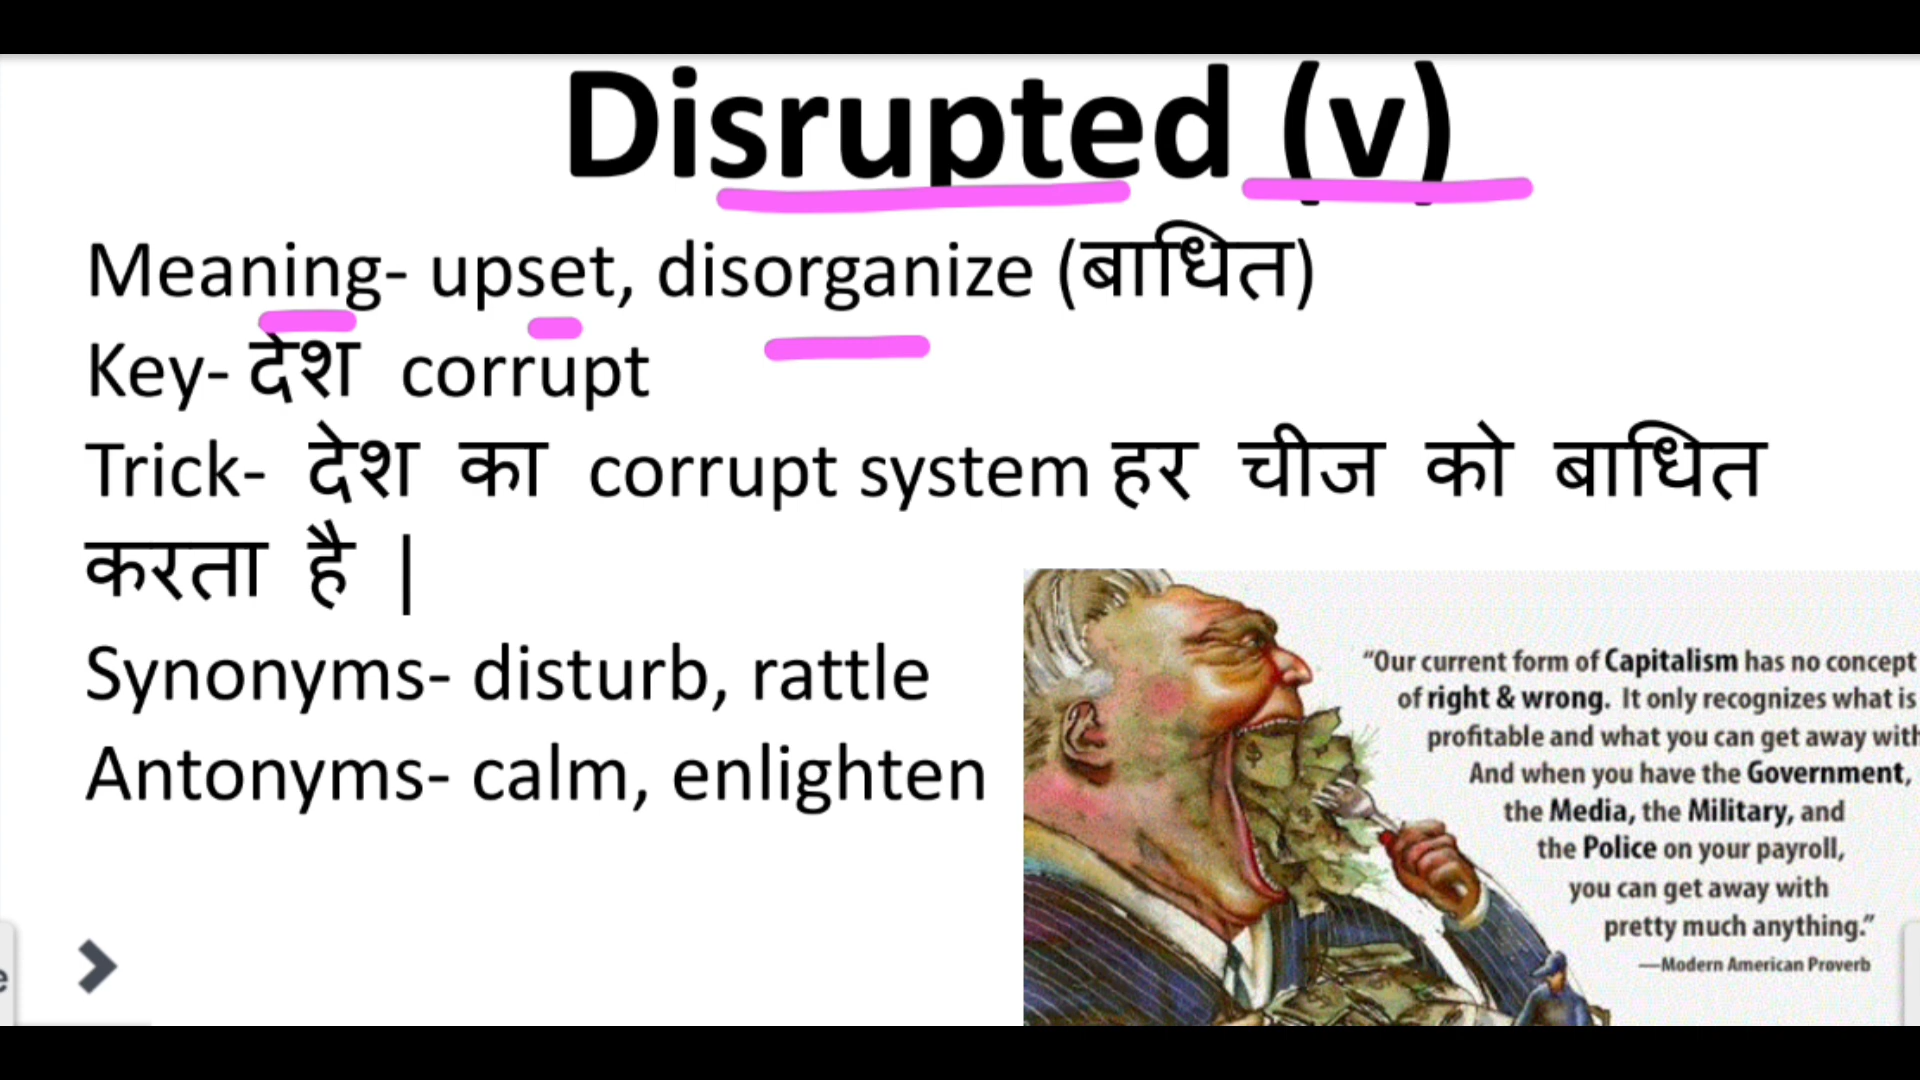 Disrupted (v)
Meaning- upset, disorganize (बाधित)
Key- देश corrupt
Trick- देश का corrupt system हर चीज को बाधित
करता है |
Synonyms- disturb, rattle
Antonyms- calm, enlighten
“Our current form of Capitalism has no concept
of right & wrong. It only recognizes what is
profitable and what you can get away with
And when you have the Government,
the Media, the Military, and
the Police on your payroll,
you can get away with
pretty much anything.”
—Modern American Proverb